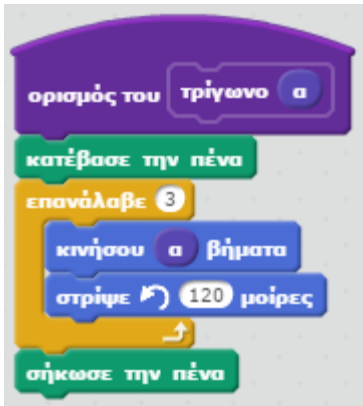 ορισμός του τρίγωνο α
κατέβασε την πένα
επανάλαβε 3
κινήσου α βήματα
στρίψε 120 μοίρες
σήκωσε την πένα